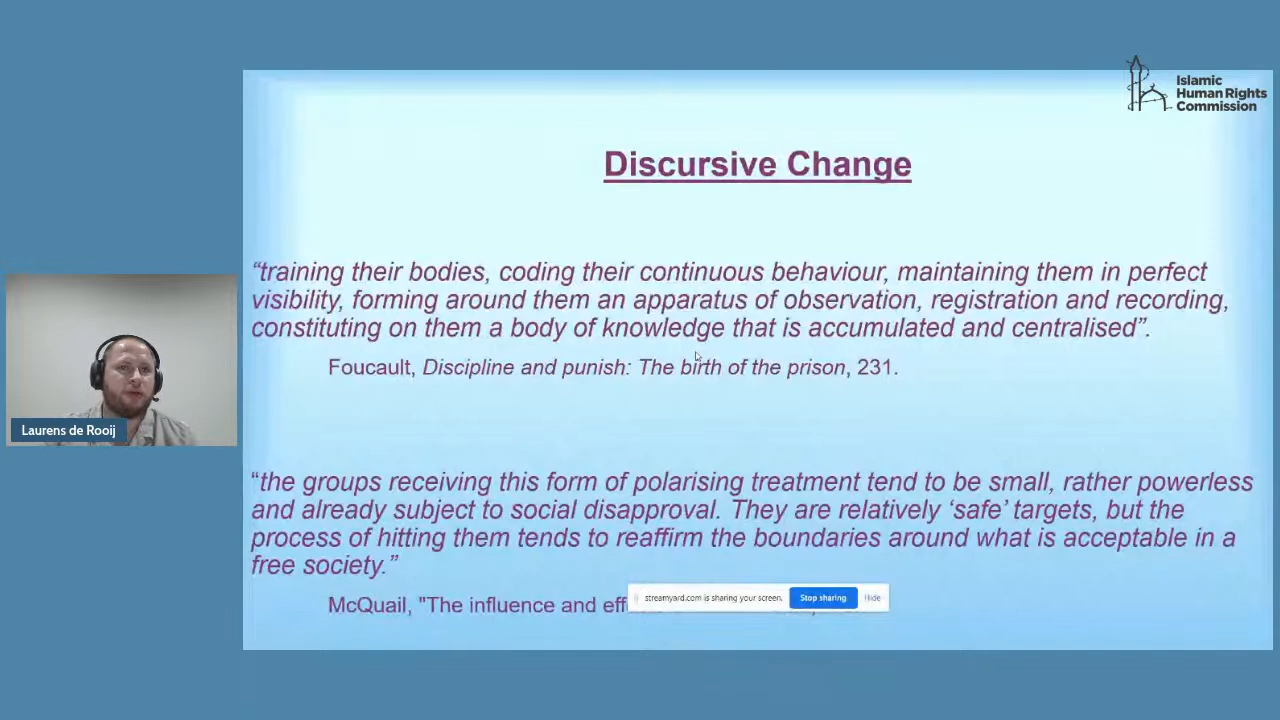 Islamic
Human Rights
Commission
Discursive Change
“training their bodies, coding their continuous behaviour, maintaining them in perfect
visibility, forming around them an apparatus of observation, registration and recording,
constituting on them a body of knowledge that is accumulated and centralised”.
Foucault, Discipline and punish: The birth of the prison, 231.
Laurens de Rooij
“the groups receiving this form of polarising treatment tend to be small, rather powerless
and already subject to social disapproval. They are relatively ‘safe’ targets, but the
process of hitting them tends to reaffirm the boundaries around what is acceptable in a
free society.”
streamyard.com is sharing your screen.
Stop sharing
Hide
McQuail, "The influence and